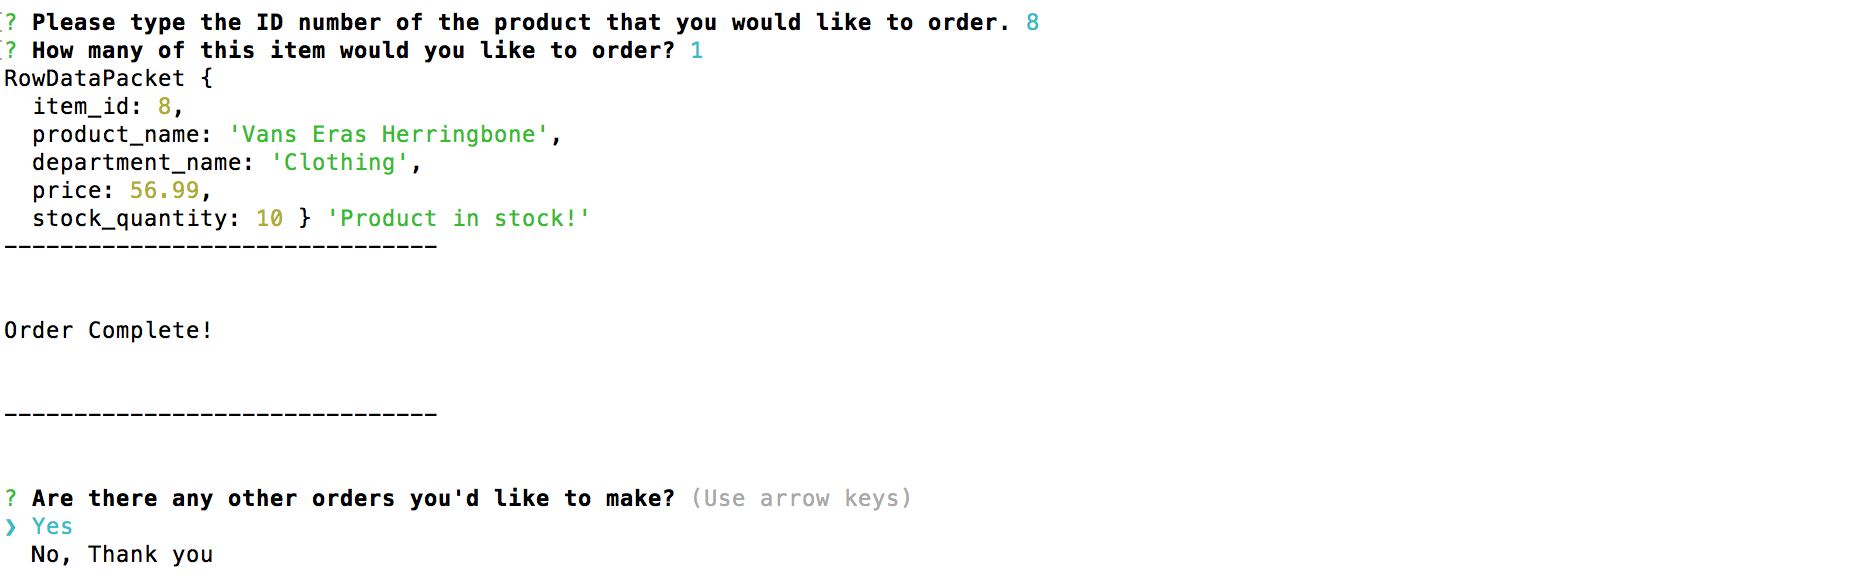 ? Please type the ID number of the product that you would like to order. 8
? How many of this item would you like to order? 1
RowDataPacket {
  item_id: 8,
  product_name: 'Vans Eras Herringbone',
  department_name: 'Clothing',
  price: 56.99,
  stock_quantity: 10 } 'Product in stock!'
-------------------------------
Order Complete!
-------------------------------
? Are there any other orders you'd like to make? (Use arrow keys)
❯ Yes
  No, Thank you